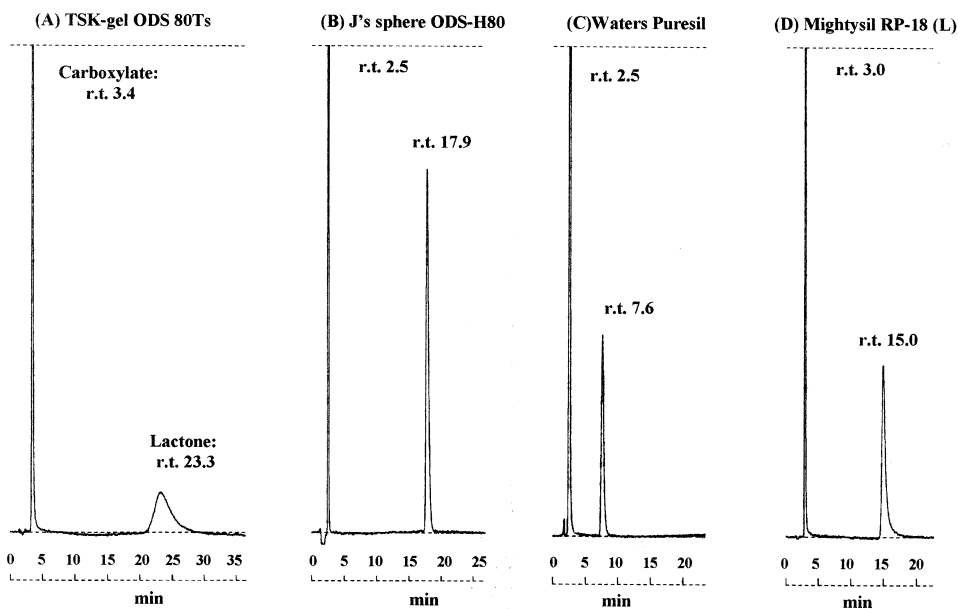 (A) TSK-gel ODS 80Ts
Carboxylate:
r.t. 3.4
Lactone:
r.t. 23.3
0 5 10 15 20 25 30 35
min
(B) J's sphere ODS-H80
r.t. 2.5
r.t. 17.9
0 5 10 15 20 25
min
(C)Waters Puresil
r.t. 2.5
r.t. 7.6
0 10 20
min
(D) Mightysil RP-18 (L)
r.t. 3.0
r.t. 15.0
0 5 10 15 20
min